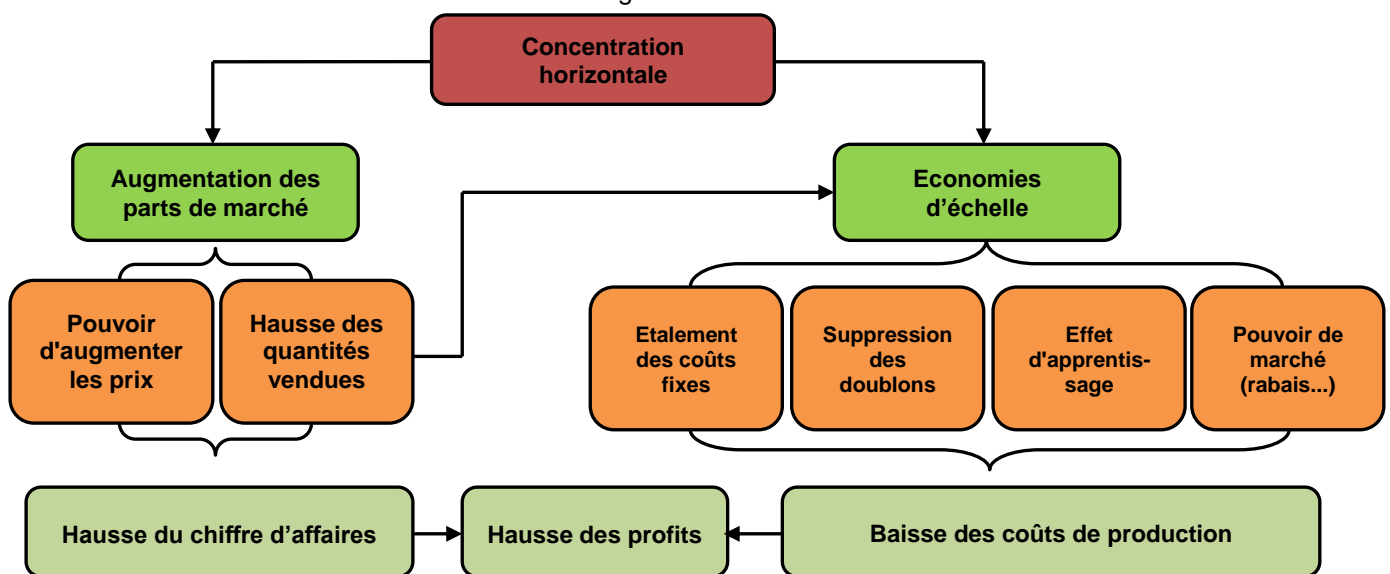 Concentration
horizontale
Augmentation des
parts de marché
Economies
d’échelle
Pouvoir
d'augmenter
les prix
Hausse des
quantités
vendues
Etalement
des coûts
fixes
Suppression
des
doublons
Effet
d'apprentis-
sage
Pouvoir de
marché
(rabais...)
Hausse du chiffre d’affaires
Hausse des profits
Baisse des coûts de production